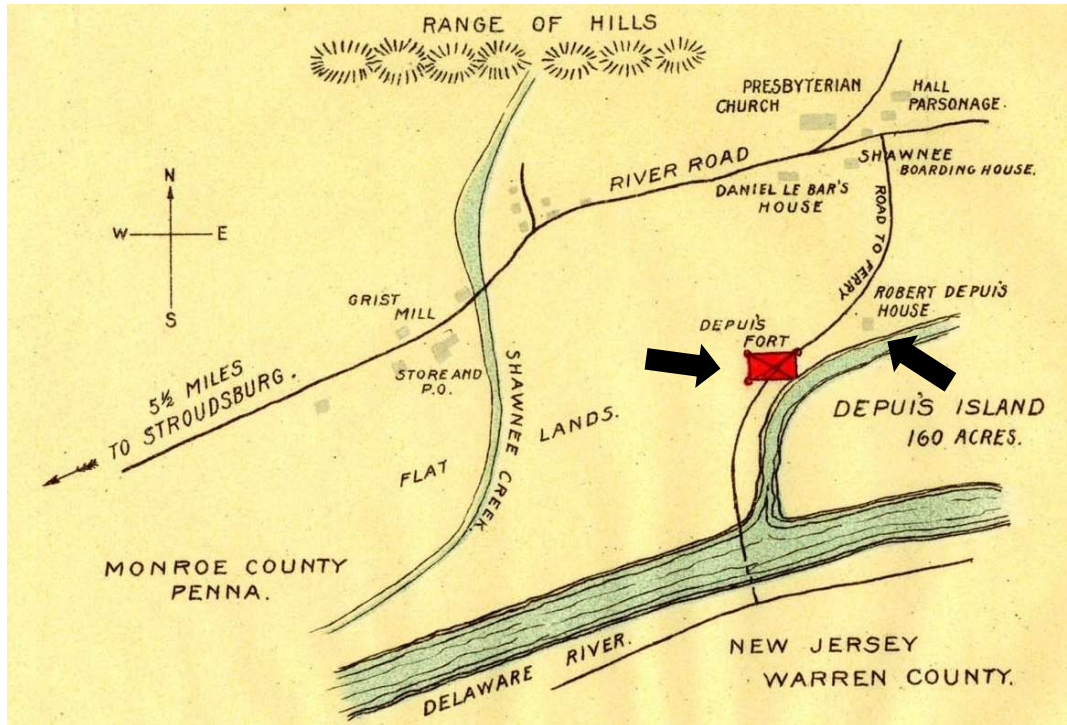 RANGE OF HILLS
PRESBYTERIAN
CHURCH
HALL
PARSONAGE.
SHAWNEE
BOARDING HOUSE.
RIVER ROAD
DANIEL LE BAR'S
HOUSE
ROAD TO FERRY
N
W
E
S
GRIST
MILL
STORE AND
P.O.
5½ MILES
TO STROUDSBURG.
SHAWNEE CREEK.
FLAT
LANDS.
DEPUI'S
FORT
ROBERT DEPUI'S
HOUSE
DEPUI'S ISLAND
160 ACRES.
MONROE COUNTY
PENNA.
DELAWARE RIVER.
NEW JERSEY
WARREN COUNTY.